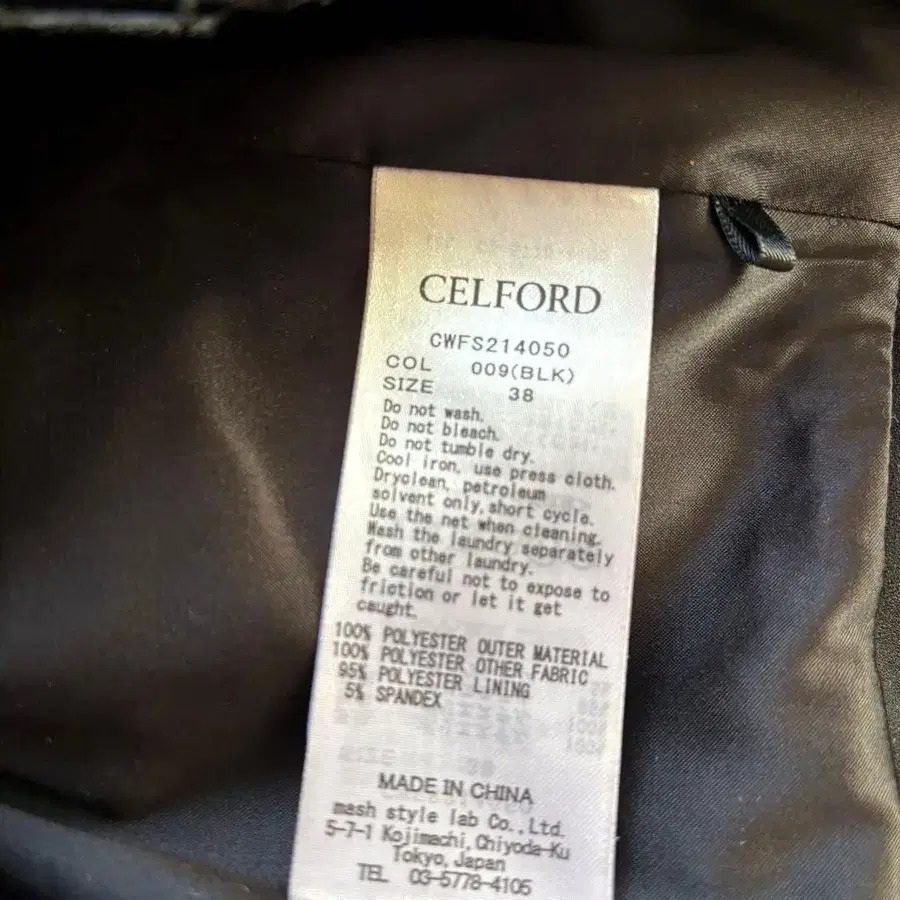 CELFORD
CWFS214050
COL 009(BLK)
SIZE 38
Do not wash.
Do not bleach.
Do not tumble dry.
Cool iron, use press cloth.
Dryclean, petroleum
solvent only, short cycle.
Use the net when cleaning.
Wash the laundry separately
from other laundry.
Be careful not to expose to
friction or let it get
caught.
100% POLYESTER OUTER MATERIAL
100% POLYESTER OTHER FABRIC
95% POLYESTER LINING
5% SPANDEX
MADE IN CHINA
mash style lab Co.,Ltd.
5-7-1 Kojimachi,Chiyoda-Ku
Tokyo,Japan
TEL 03-5778-4105